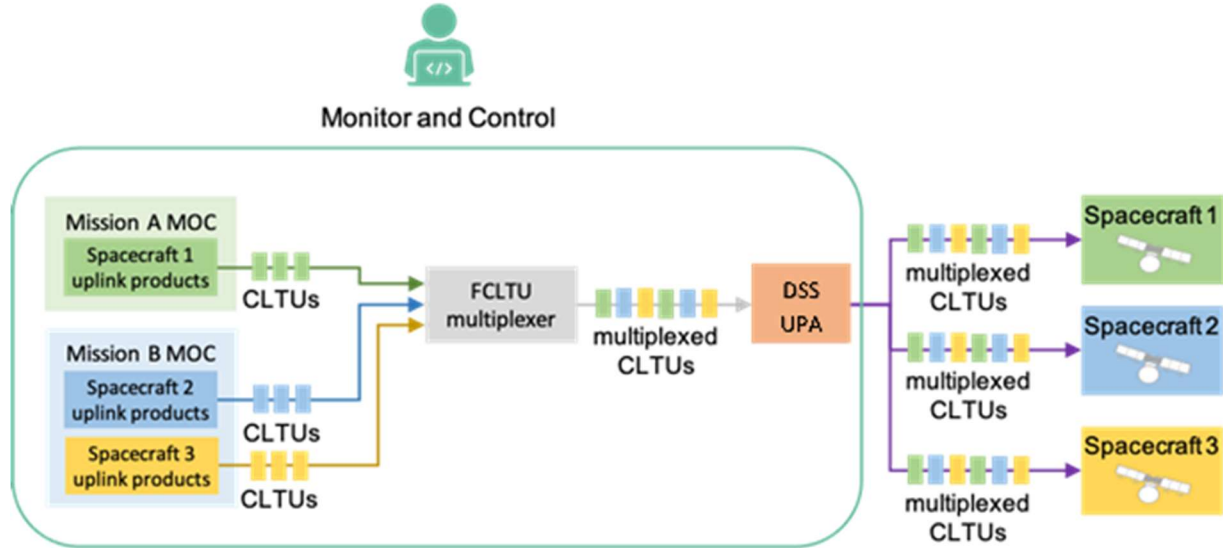 </>
Monitor and Control
Mission A MOC
Spacecraft 1
uplink products
CLTUs
Mission B MOC
Spacecraft 2
uplink products
CLTUs
Spacecraft 3
uplink products
CLTUs
FCLTU
multiplexer
multiplexed
CLTUs
DSS
UPA
multiplexed
CLTUs
Spacecraft 1
multiplexed
CLTUs
Spacecraft 2
multiplexed
CLTUs
Spacecraft 3